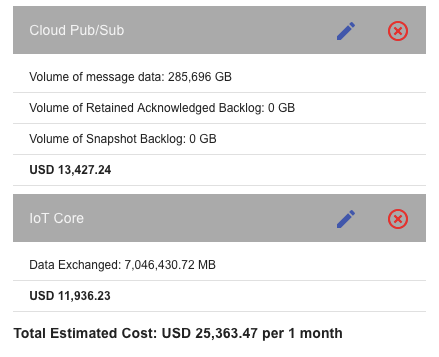 Cloud Pub/Sub
Volume of message data: 285,696 GB
Volume of Retained Acknowledged Backlog: 0 GB
Volume of Snapshot Backlog: 0 GB
USD 13,427.24
IoT Core
Data Exchanged: 7,046,430.72 MB
USD 11,936.23
Total Estimated Cost: USD 25,363.47 per 1 month